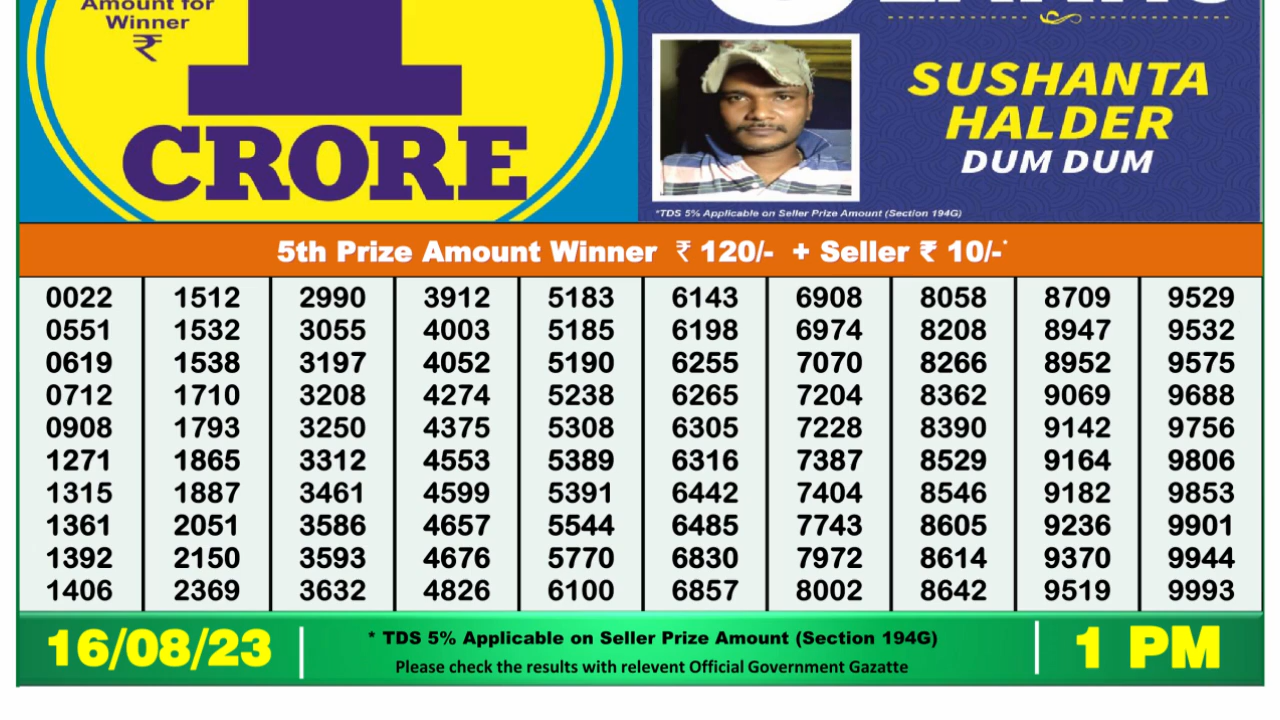 Amount for
Winner
₹
1
CRORE
SUSHANTA
HALDER
DUM DUM
*TDS 5% Applicable on Seller Prize Amount (Section 194G)
5th Prize Amount Winner ₹ 120/- + Seller ₹ 10/-*
0022 1512 2990 3912 5183 6143 6908 8058 8709 9529
0551 1532 3055 4003 5185 6198 6974 8208 8947 9532
0619 1538 3197 4052 5190 6255 7070 8266 8952 9575
0712 1710 3208 4274 5238 6265 7204 8362 9069 9688
0908 1793 3250 4375 5308 6305 7228 8390 9142 9756
1271 1865 3312 4553 5389 6316 7387 8529 9164 9806
1315 1887 3461 4599 5391 6442 7404 8546 9182 9853
1361 2051 3586 4657 5544 6485 7743 8605 9236 9901
1392 2150 3593 4676 5770 6830 7972 8614 9370 9944
1406 2369 3632 4826 6100 6857 8002 8642 9519 9993
16/08/23
* TDS 5% Applicable on Seller Prize Amount (Section 194G)
Please check the results with relevent Official Government Gazatte
1 PM